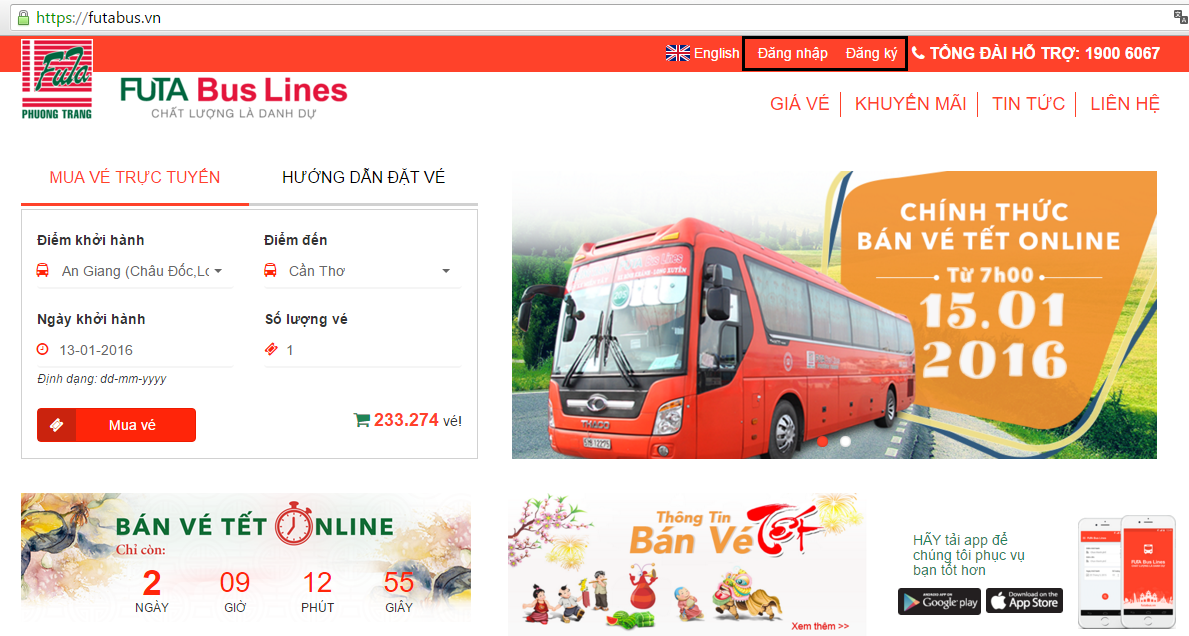 https://futabus.vn
English Đăng nhập Đăng ký TỔNG ĐÀI HỖ TRỢ: 1900 6067
FuTa
PHUONG TRANG
FUTA Bus Lines
CHẤT LƯỢNG LÀ DANH DỰ
GIÁ VÉ KHUYẾN MÃI TIN TỨC LIÊN HỆ
MUA VÉ TRỰC TUYẾN HƯỚNG DẪN ĐẶT VÉ
Điểm khởi hành Điểm đến
An Giang (Châu Đốc,Lo Cần Thơ
Ngày khởi hành Số lượng vé
13-01-2016 1
Định dạng: dd-mm-yyyy
Mua vé 233.274 vé!
CHÍNH THỨC
BÁN VÉ TẾT ONLINE
Từ 7h00
15.01
2016
Bus Lines
THACO
BÁN VÉ TẾT ONLINE
Chỉ còn:
2 09 12 55
NGÀY GIỜ PHÚT GIÂY
Thông Tin
Bán Vé Tết
Xem thêm >>
HÃY tải app để
chúng tôi phục vụ
bạn tốt hơn
ANDROID APP ON
Google play
Download on the
App Store
FUTA Bus Lines